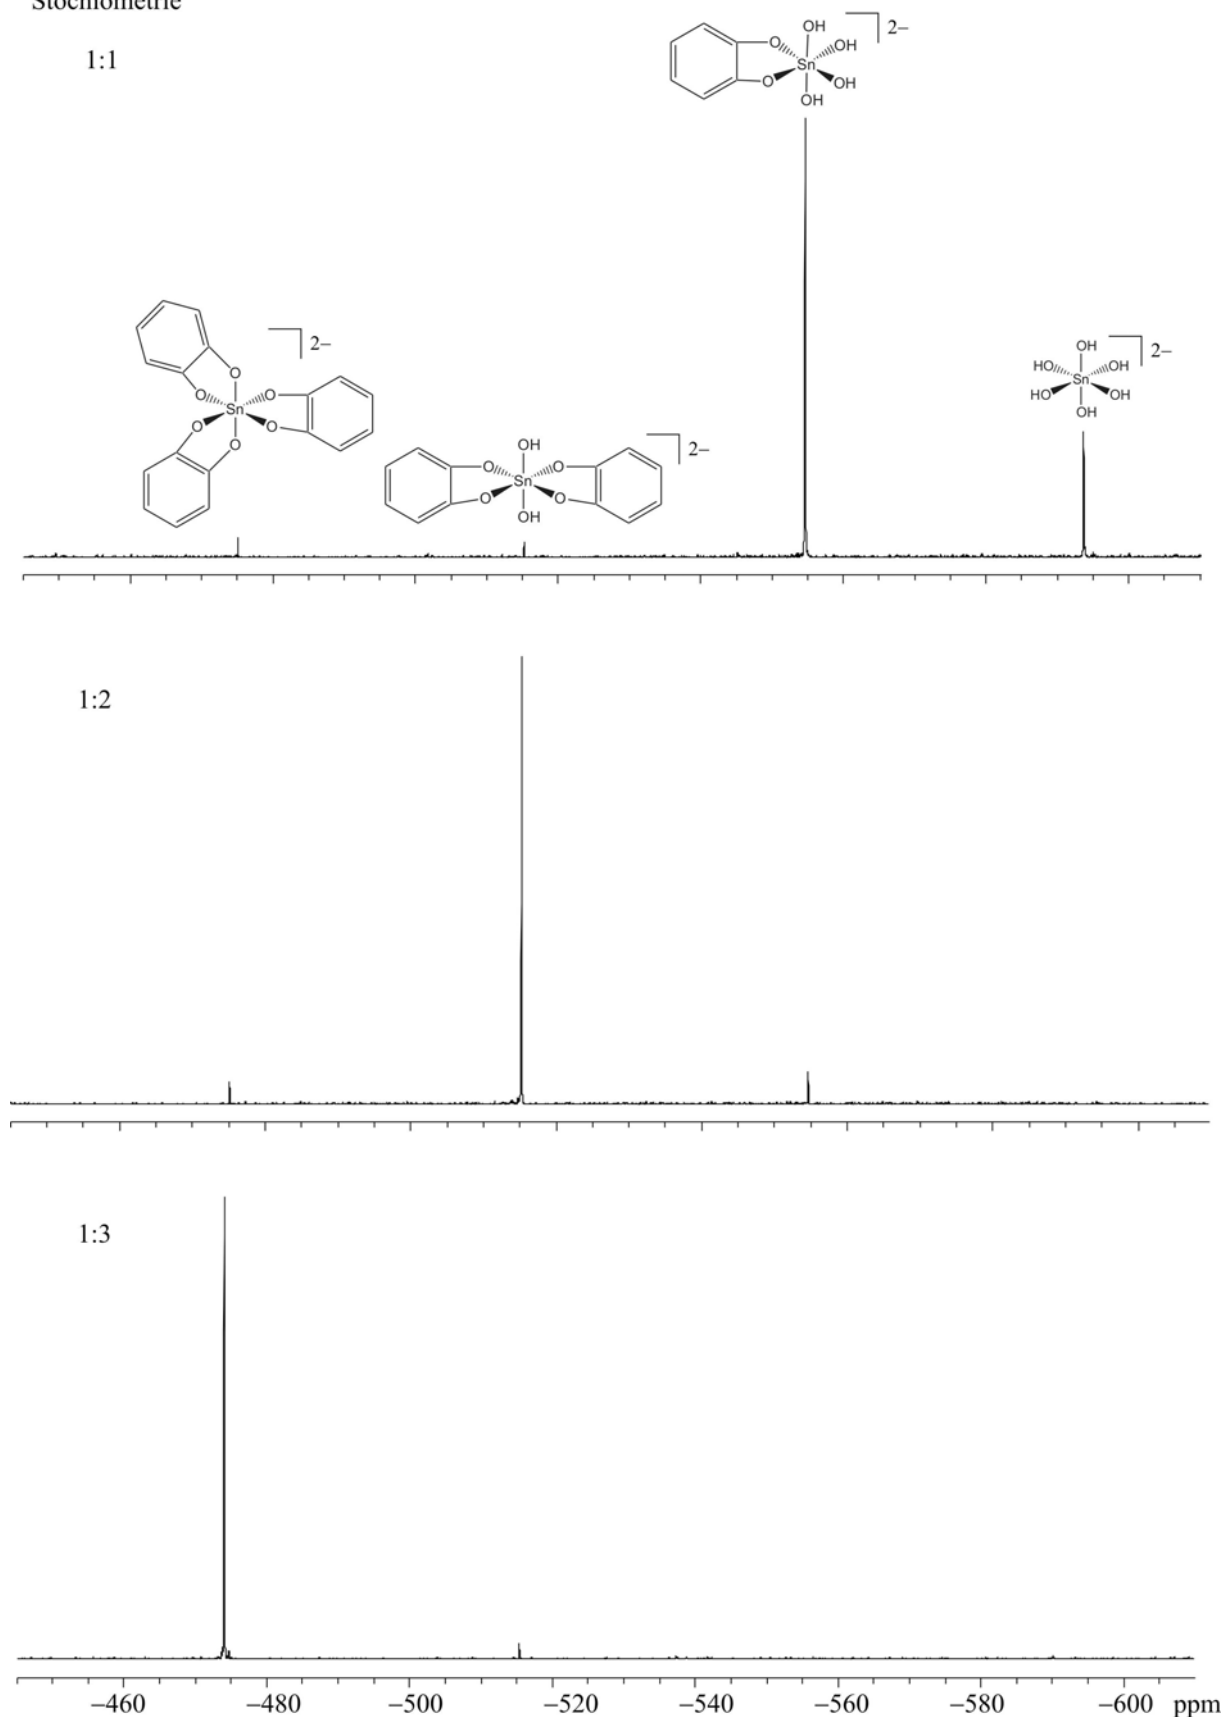 Stöchiometrie
1:1
OH
2–
O
OH
Sn
O
OH
OH
2–
O
O
O
Sn
O
O
O
OH
2–
HO
OH
Sn
HO
OH
OH
OH
2–
O
O
Sn
O
O
OH
1:2
1:3
–460 –480 –500 –520 –540 –560 –580 –600 ppm